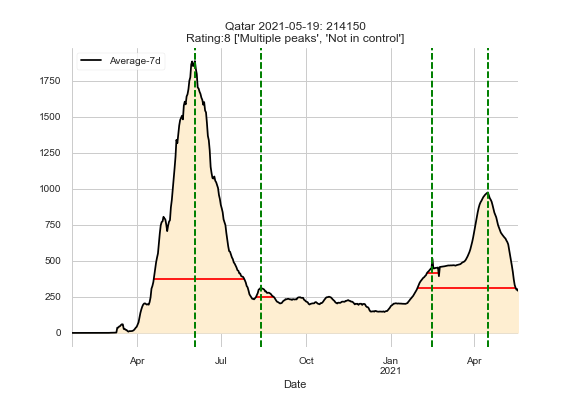 Qatar 2021-05-19: 214150
Rating:8 ['Multiple peaks', 'Not in control']
Average-7d
1750
1500
1250
1000
750
500
250
0
Apr
Jul
Oct
Jan
2021
Apr
Date